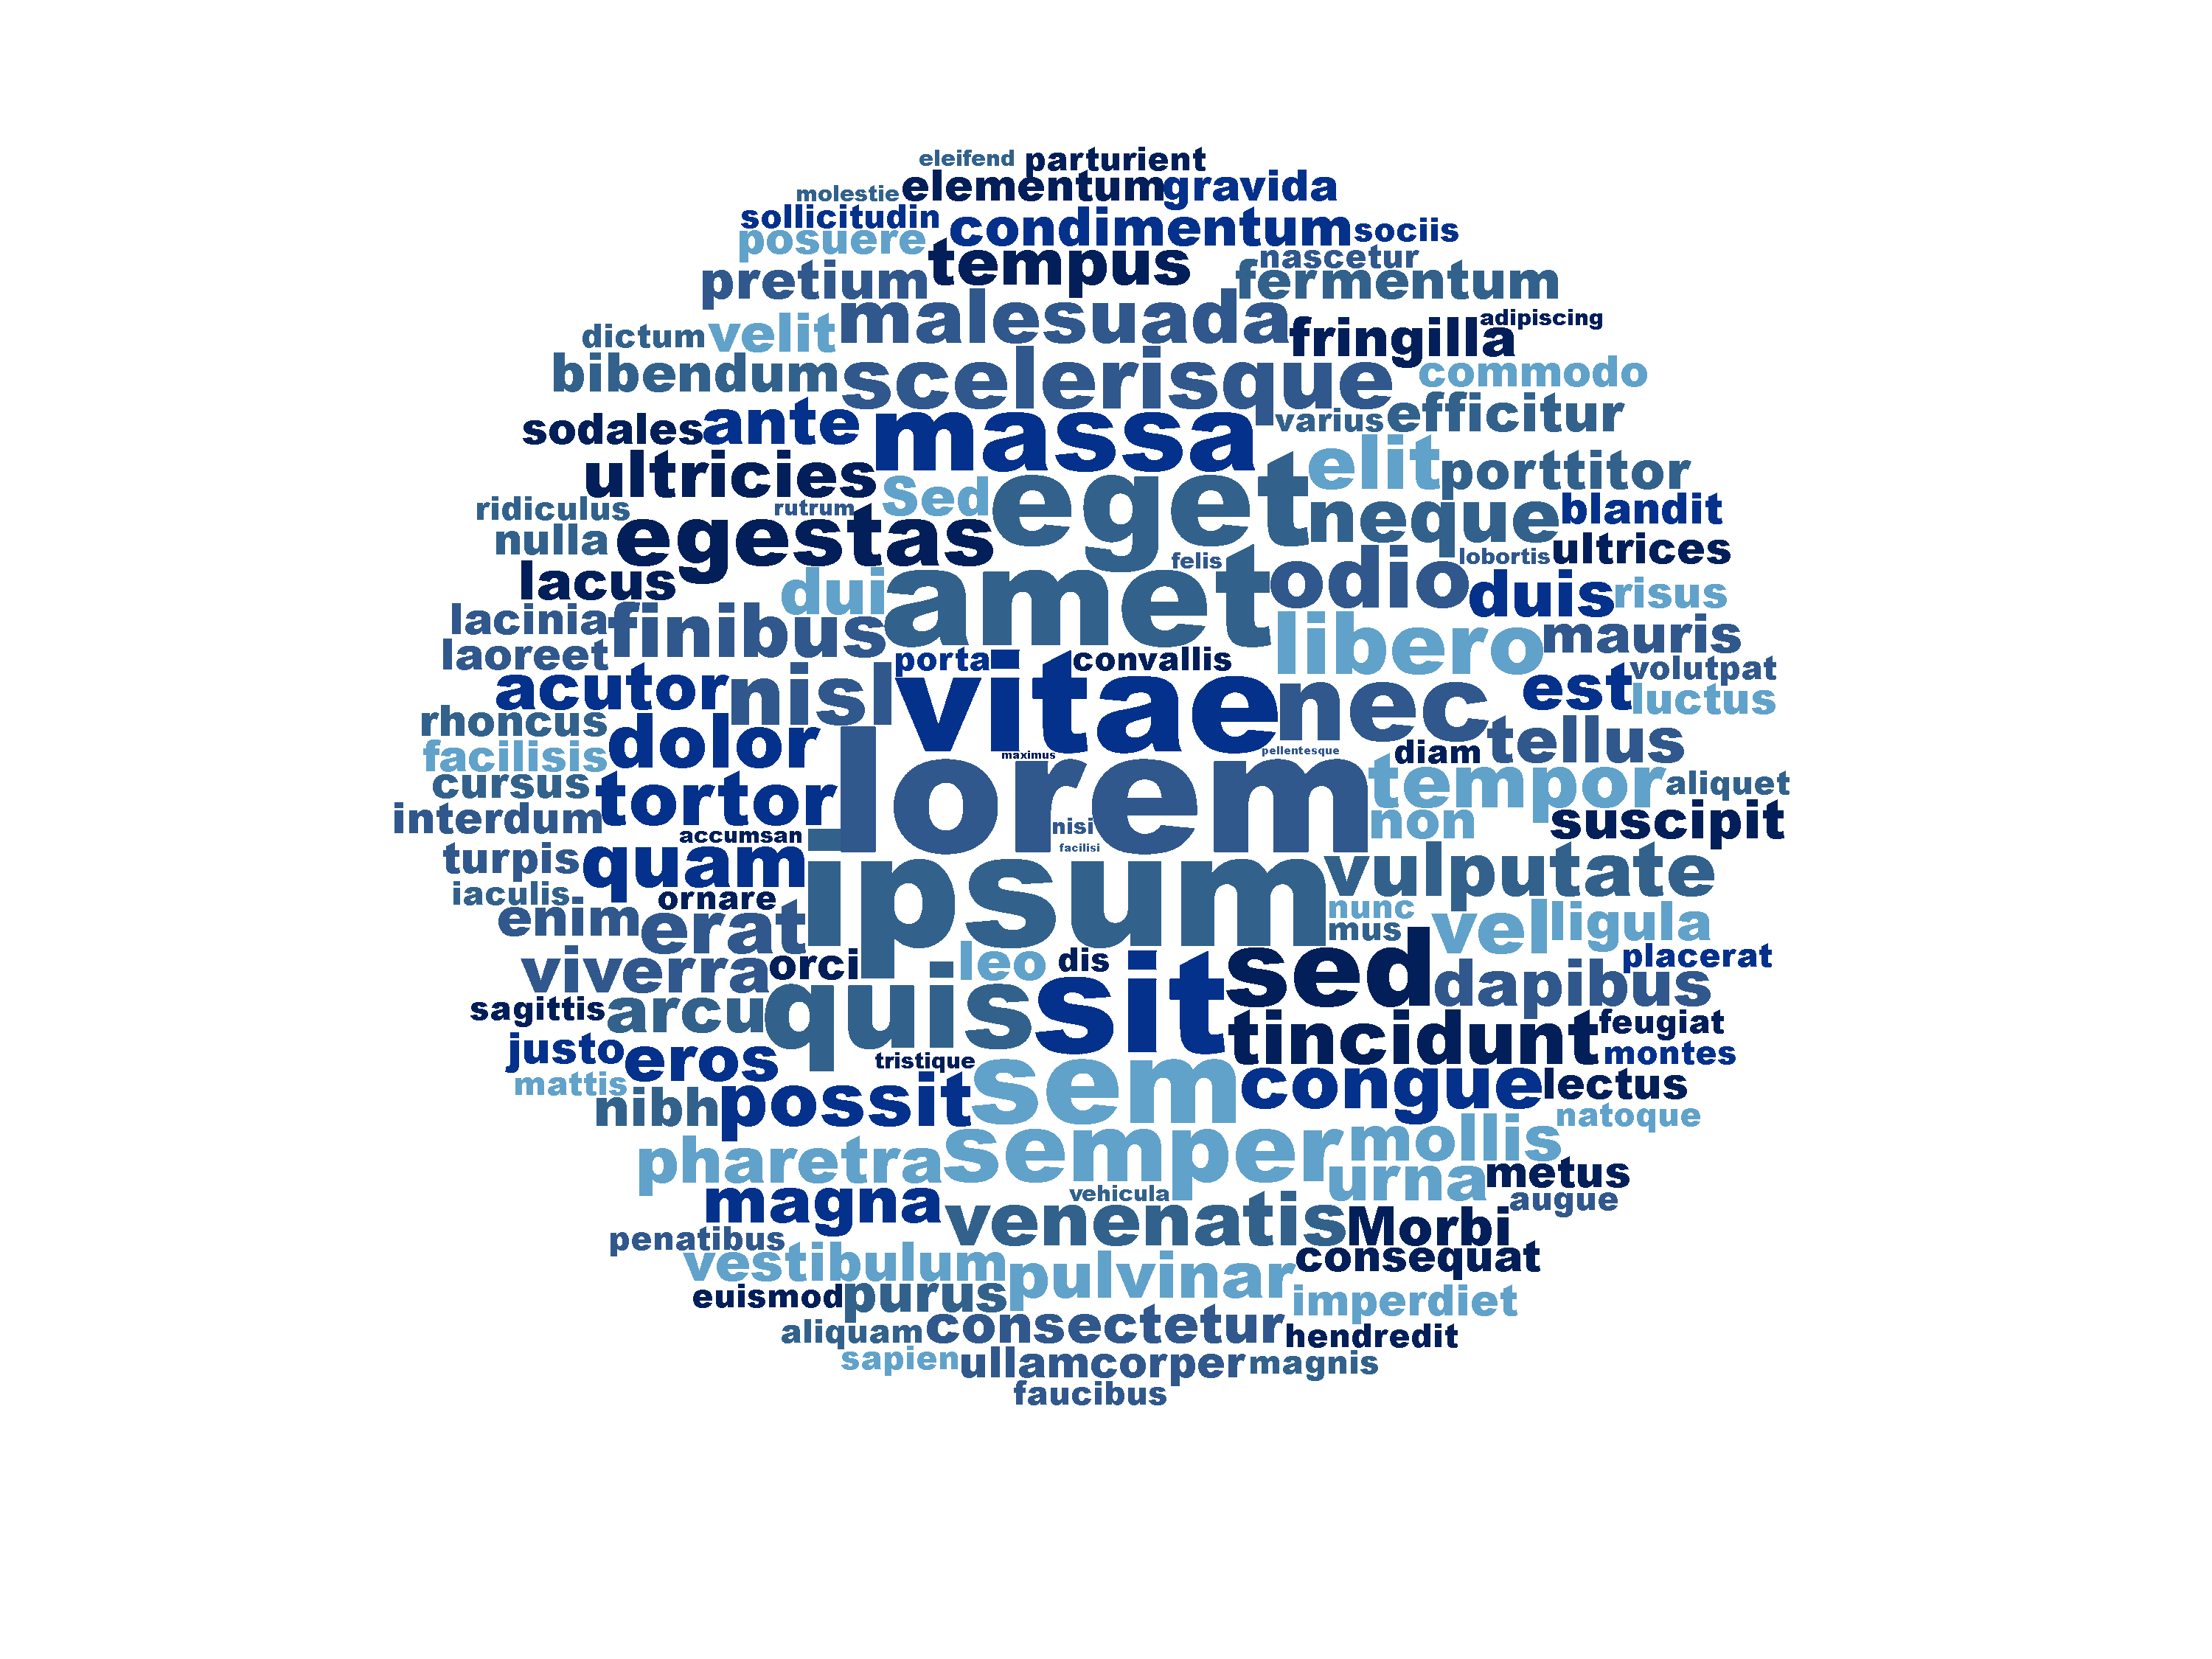 eleifend parturient
molestie elementum gravida
sollicitudin condimentum sociis
posuere tempus nascetur
pretium fermentum
dictum velit malesuada fringilla adipiscing
bibendum scelerisque commodo
sodales ante massa varius efficitur
ultricies Sed eget elit porttitor
ridiculus rutrum neque blandit
nulla egestas felis lobortis ultrices
lacus dui amet odio duis risus
lacinia finibus libero mauris
laoreet porta convallis volutpat
acutor nisl vitae nec est luctus
rhoncus dolor maximus pellentesque diam tellus
facilisis lorem
cursus tortor tempor aliquet
interdum accumsan nisi non suscipit
turpis quam facilisi vulputate
iaculis ornare ipsum nunc
enim erat mus vel ligula
viverra orci leo dis sed placerat
sagittis arcu quis sit dapibus
justo eros tristique tincidunt feugiat
montes
mattis sem congue lectus
nibh possit natoque
pharetra semper mollis
magna vehicula urna metus
penatibus venenatis Morbi augue
vestibulum pulvinar consequat
euismod purus imperdiet
aliquam consectetur hendredit
sapien ullamcorper magnis
faucibus